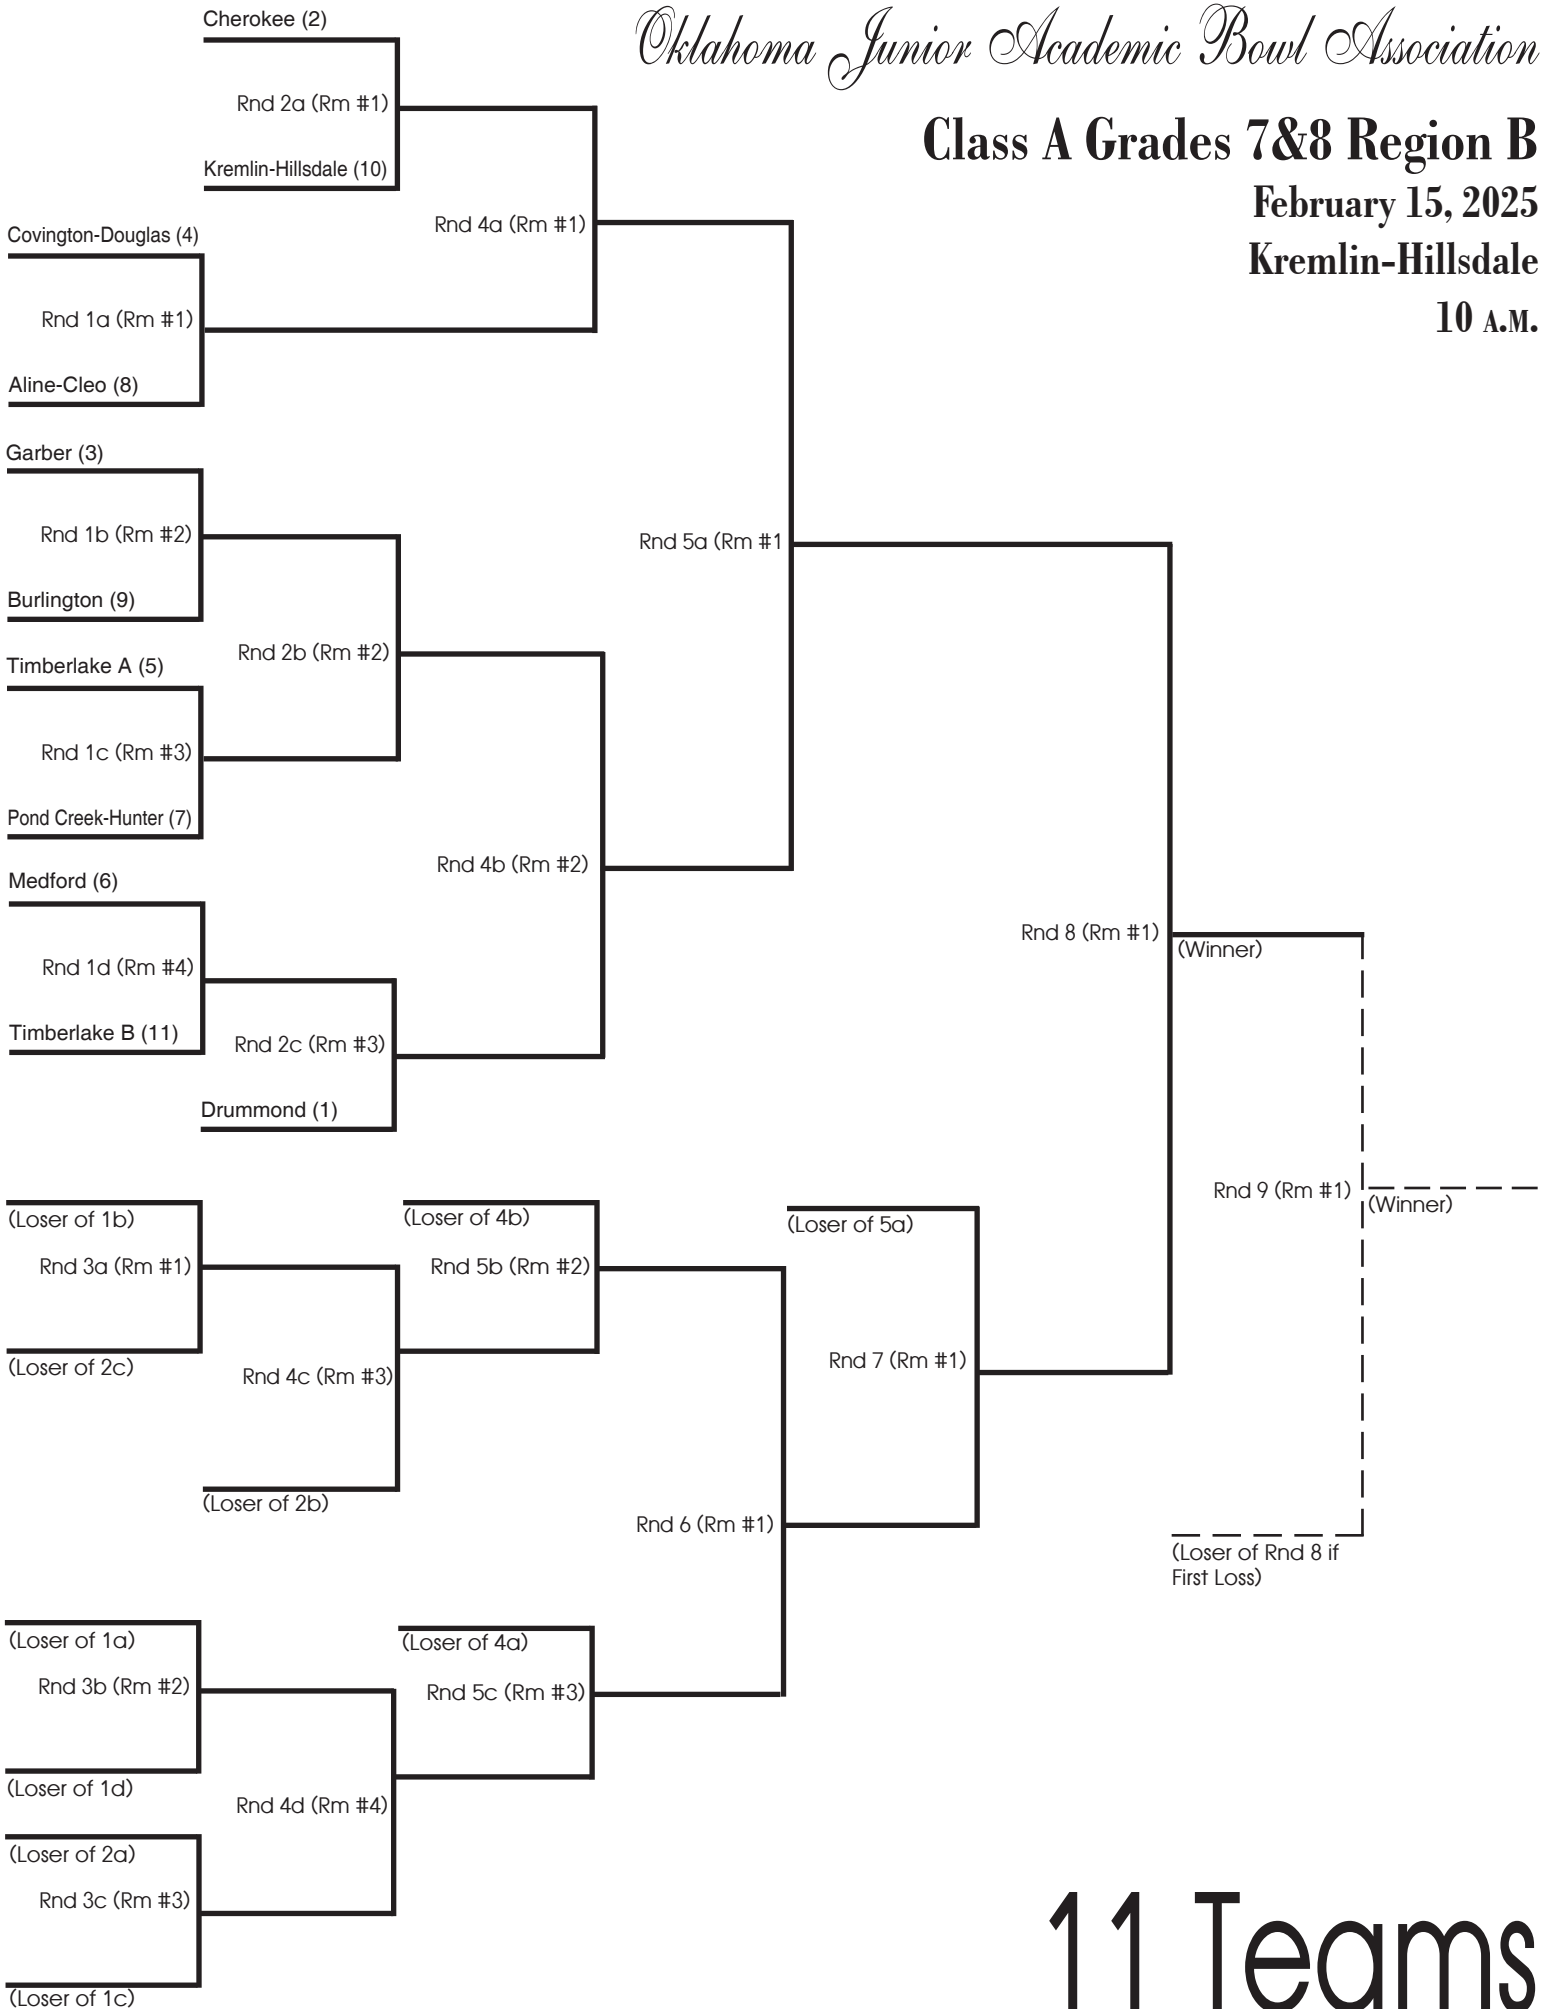 Oklahoma Junior Academic Bowl Association
Class A Grades 7&8 Region B
February 15, 2025
Kremlin-Hillsdale
10 A.M.
Cherokee (2)
Rnd 2a (Rm #1)
Kremlin-Hillsdale (10)
Rnd 4a (Rm #1)
Covington-Douglas (4)
Rnd 1a (Rm #1)
Aline-Cleo (8)
Garber (3)
Rnd 1b (Rm #2)
Rnd 5a (Rm #1
Burlington (9)
Rnd 2b (Rm #2)
Timberlake A (5)
Rnd 1c (Rm #3)
Pond Creek-Hunter (7)
Rnd 4b (Rm #2)
Medford (6)
Rnd 8 (Rm #1)
(Winner)
Rnd 1d (Rm #4)
Timberlake B (11)
Rnd 2c (Rm #3)
Drummond (1)
Rnd 9 (Rm #1)
(Winner)
(Loser of 1b)
(Loser of 4b)
(Loser of 5a)
Rnd 3a (Rm #1)
Rnd 5b (Rm #2)
(Loser of 2c)
Rnd 4c (Rm #3)
Rnd 7 (Rm #1)
(Loser of 2b)
Rnd 6 (Rm #1)
(Loser of Rnd 8 if
First Loss)
(Loser of 1a)
(Loser of 4a)
Rnd 3b (Rm #2)
Rnd 5c (Rm #3)
(Loser of 1d)
Rnd 4d (Rm #4)
(Loser of 2a)
Rnd 3c (Rm #3)
(Loser of 1c)
11 Teams